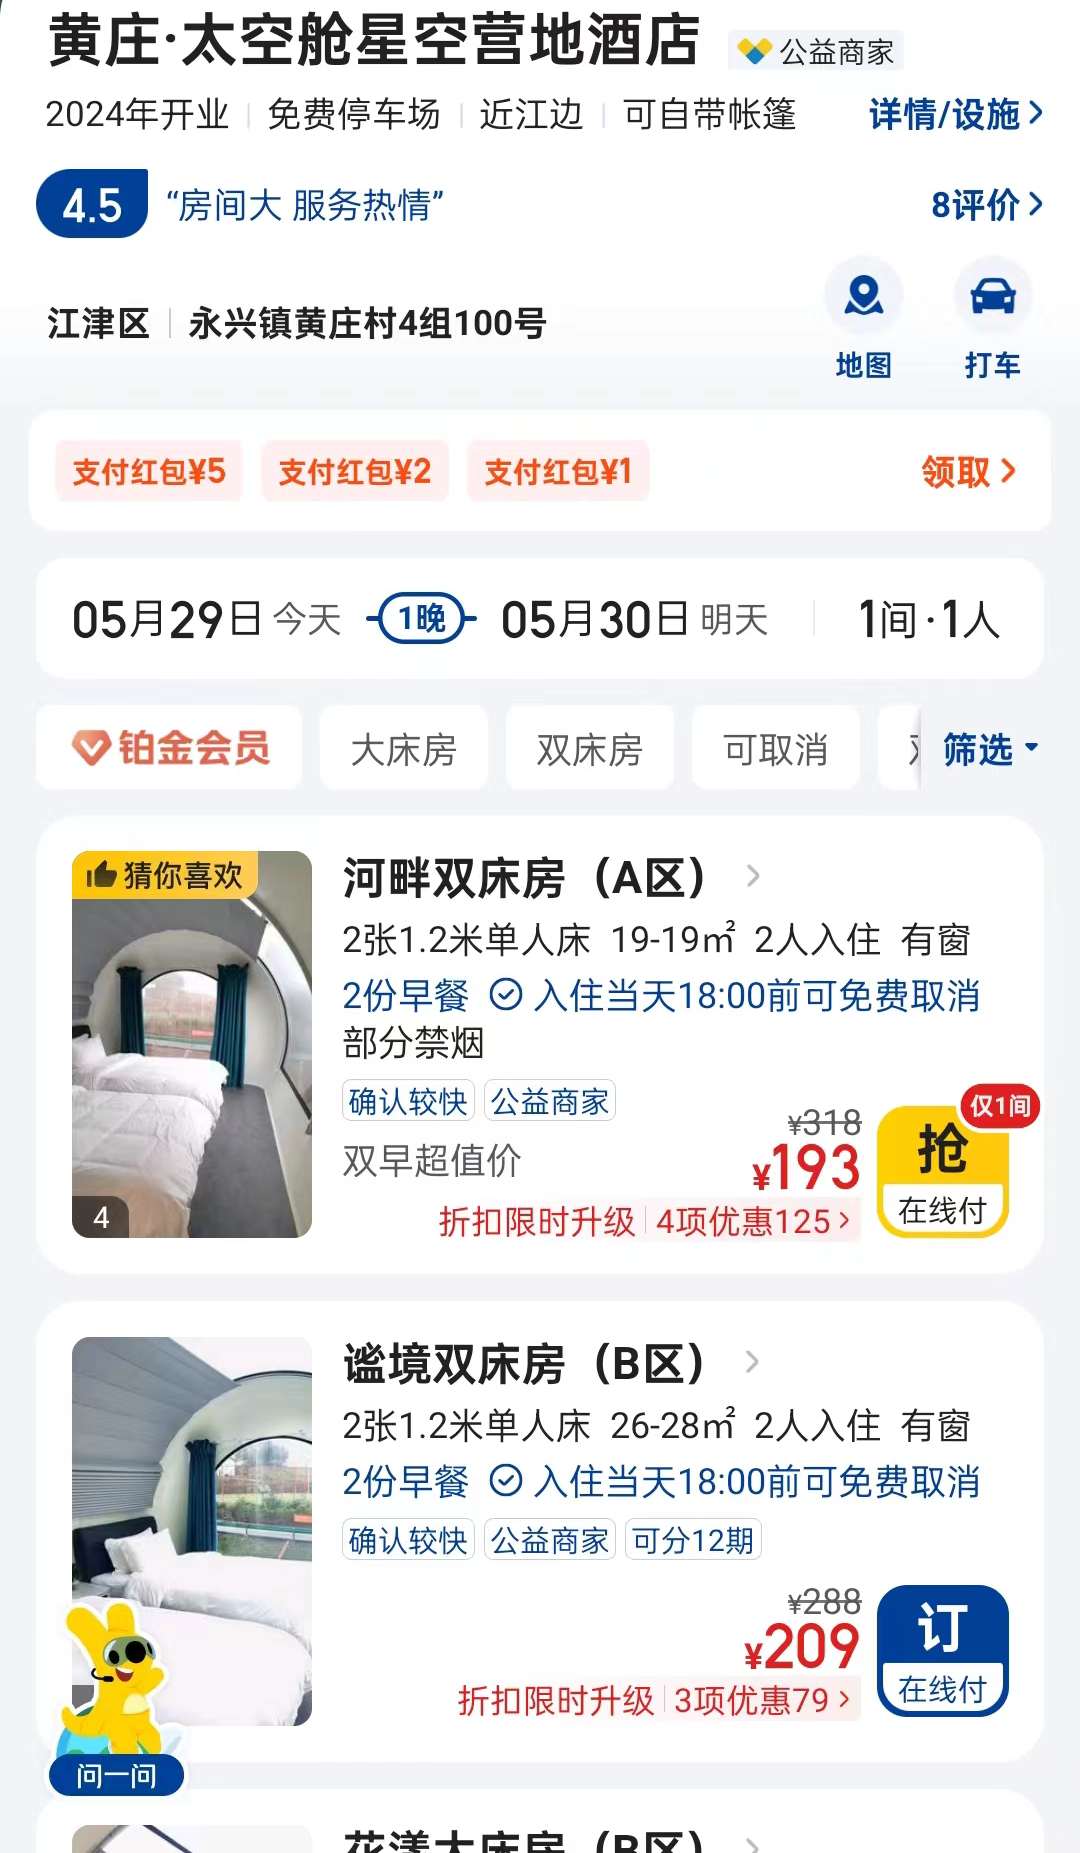 黄庄·太空舱星空营地酒店 公益商家
2024年开业 免费停车场 近江边 可自带帐篷 详情/设施
4.5 “房间大 服务热情” 8评价
江津区 永兴镇黄庄村4组100号
地图 打车
支付红包¥5 支付红包¥2 支付红包¥1 领取
05月29日 今天 1晚 05月30日 明天 1间·1人
铂金会员 大床房 双床房 可取消 筛选
猜你喜欢
河畔双床房（A区）
2张1.2米单人床 19-19㎡ 2人入住 有窗
2份早餐 入住当天18:00前可免费取消
部分禁烟
确认较快 公益商家
双早超值价
¥318
¥193
折扣限时升级 4项优惠125
仅1间
抢
在线付
4
谧境双床房（B区）
2张1.2米单人床 26-28㎡ 2人入住 有窗
2份早餐 入住当天18:00前可免费取消
确认较快 公益商家 可分12期
¥288
¥209
折扣限时升级 3项优惠79
订
在线付
问一问
花漾大床房（B区）